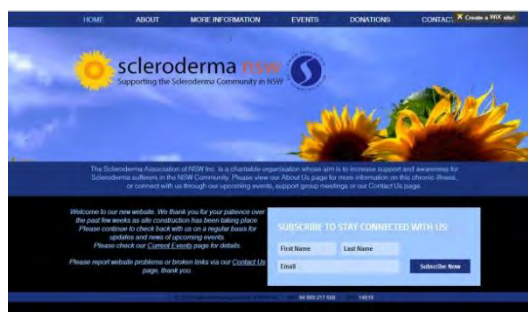 HOME ABOUT MORE INFORMATION EVENTS DONATIONS CONTACT X Create a WiX site!
scleroderma nsw
Supporting the Scleroderma Community in NSW
The Scleroderma Association of NSW Inc. is a charitable organisation whose aim is to increase support and awareness for
Scleroderma sufferers in the NSW Community. Please view our About Us page for more information on this chronic illness,
or connect with us through our upcoming events, support group meetings or our Contact Us page.
Welcome to our new website. We thank you for your patience over
the past few weeks as site construction has been taking place.
Please continue to check back with us on a regular basis for
updates and news of upcoming events.
Please check our Current Events page for details.
Please report website problems or broken links via our Contact Us
page, thank you.
SUBSCRIBE TO STAY CONNECTED WITH US
First Name Last Name
Email Subscribe Now